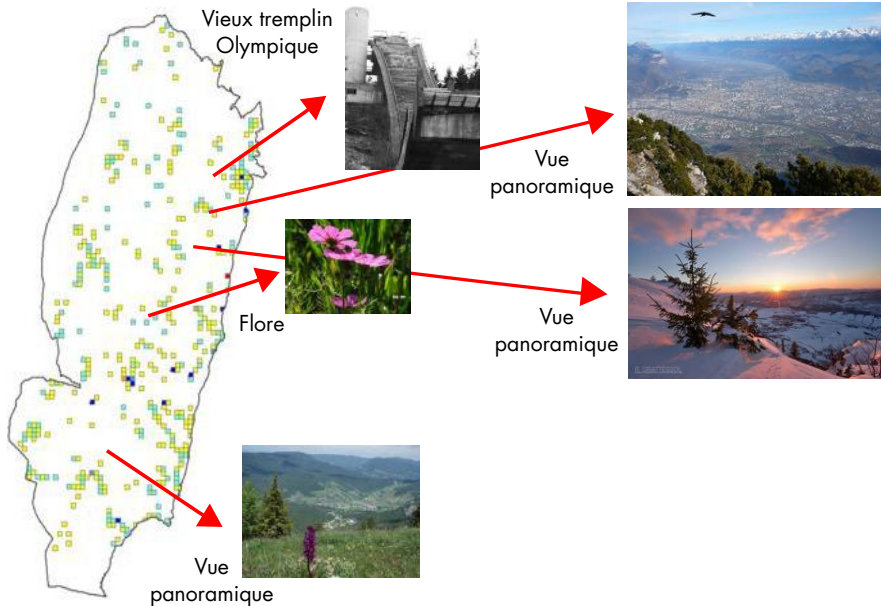 Vieux tremplin
Olympique
Vue
panoramique
Flore
Vue
panoramique
Vue
panoramique